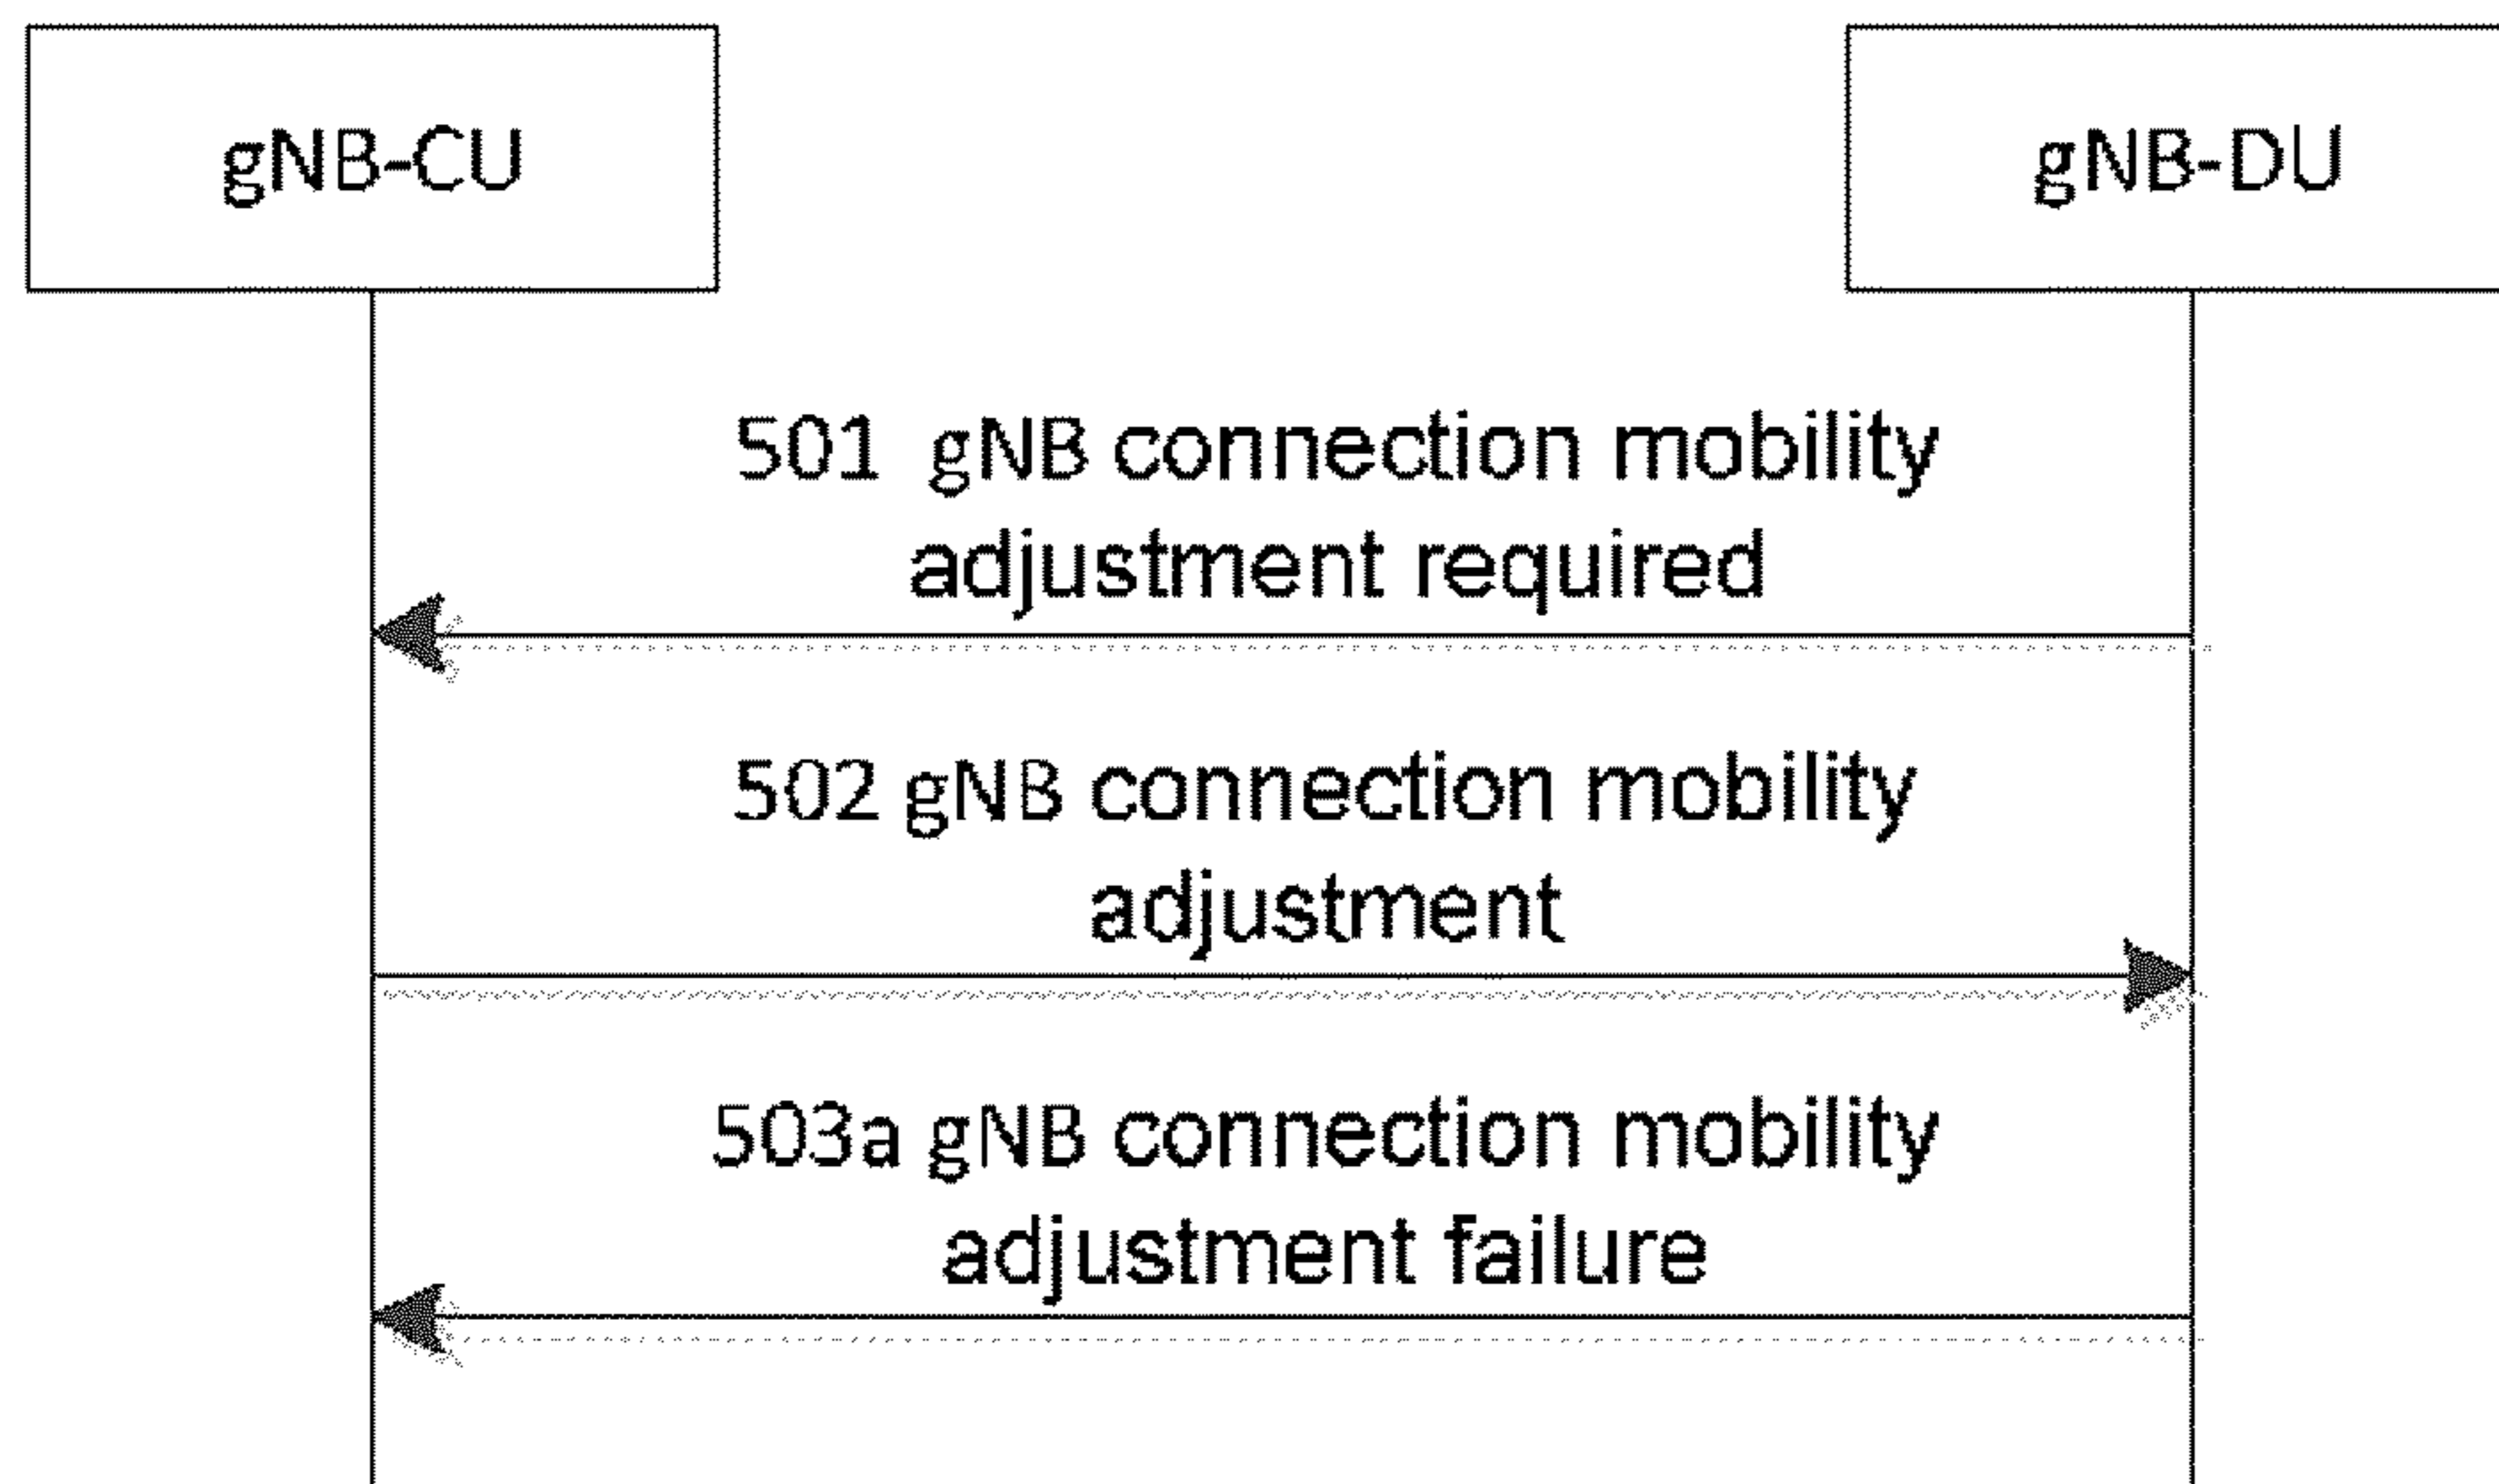 gNB-CU
gNB-DU
501 gNB connection mobility
adjustment required
502 gNB connection mobility
adjustment
503a gNB connection mobility
adjustment failure